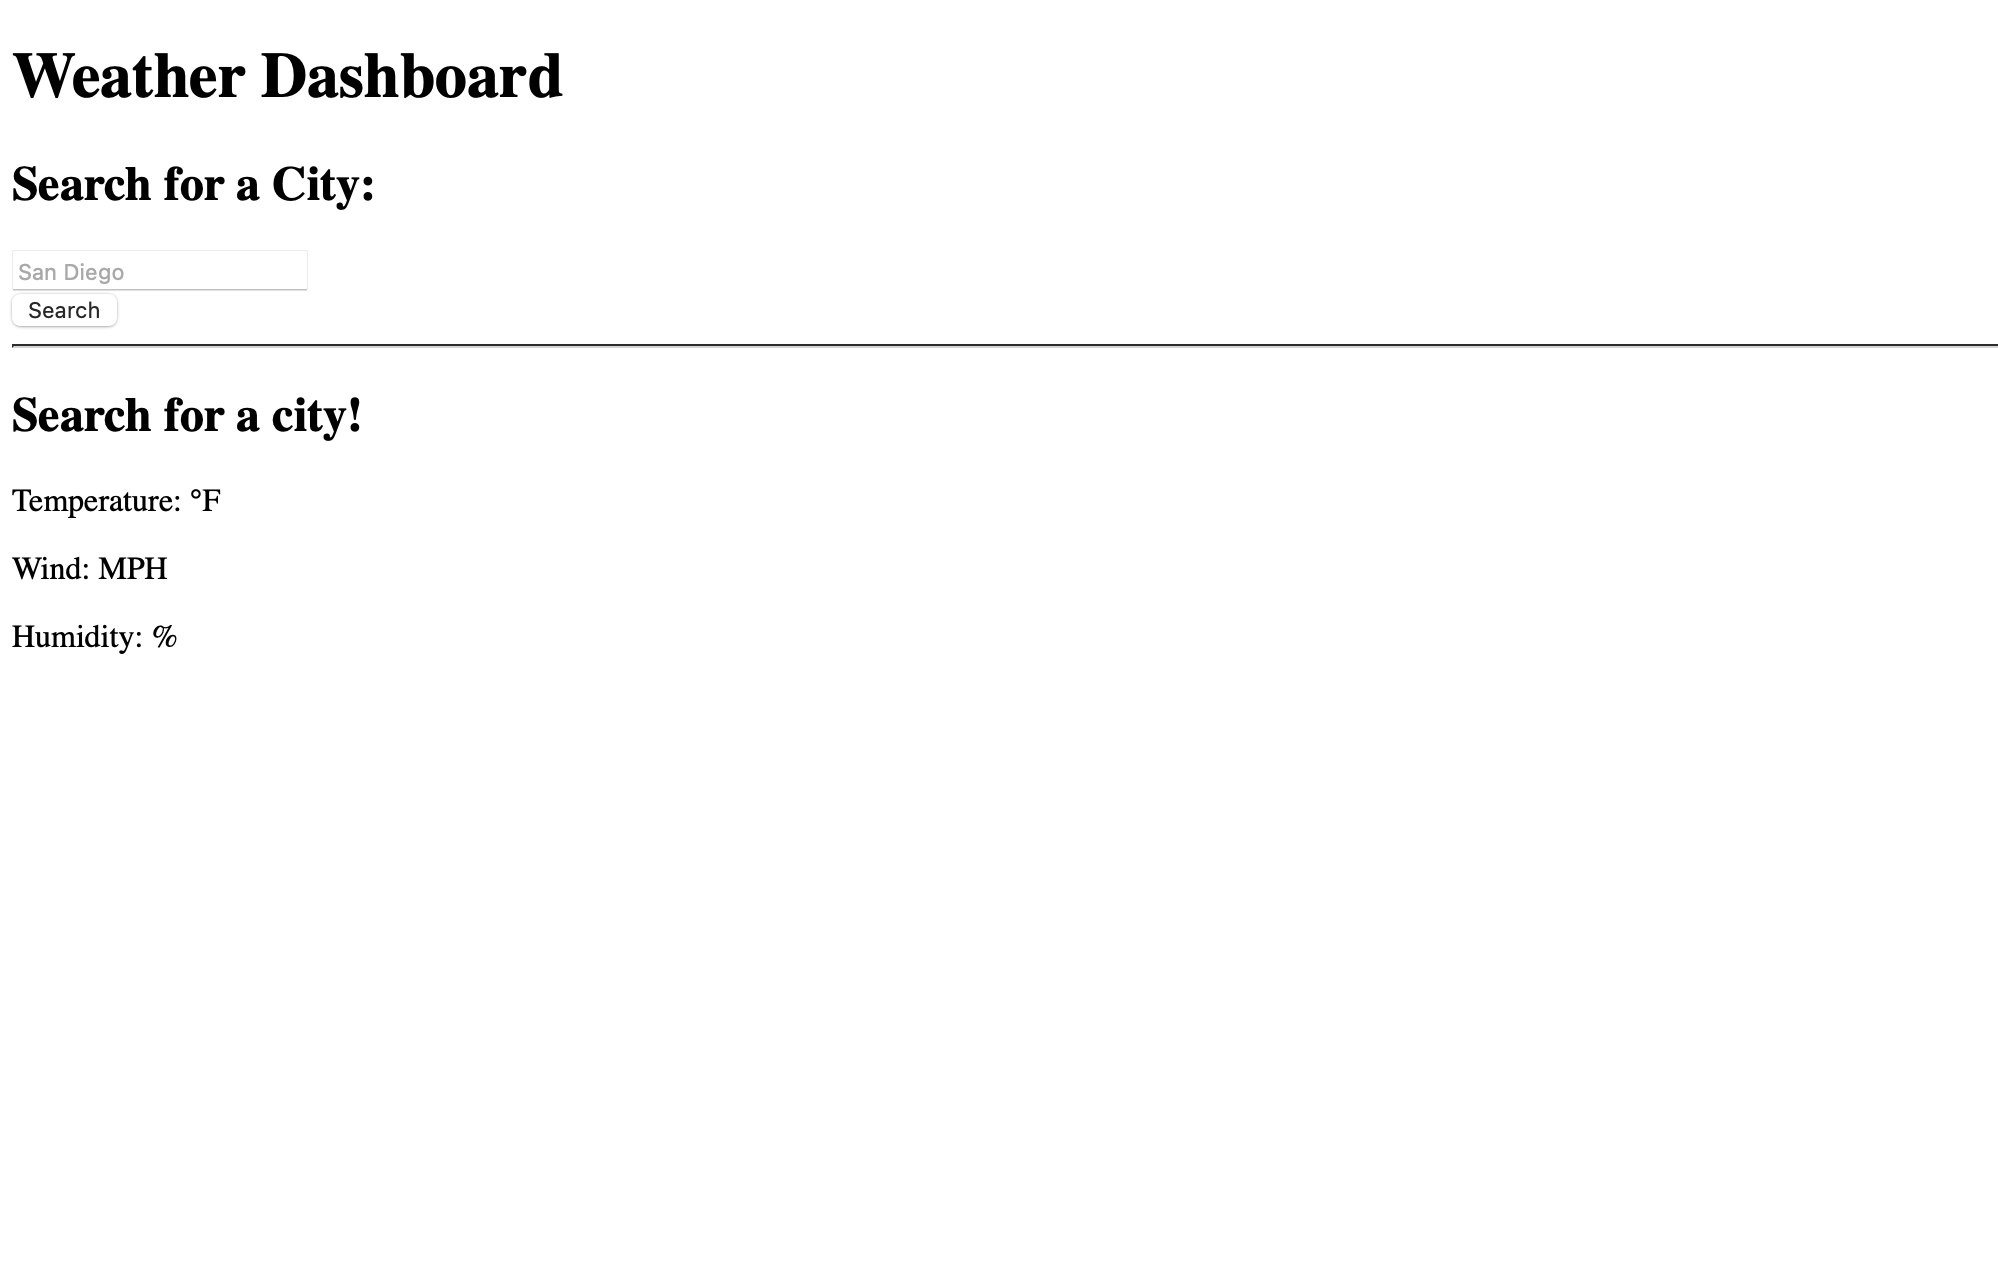 Weather Dashboard
Search for a City:
San Diego
Search
Search for a city!
Temperature: °F
Wind: MPH
Humidity: %